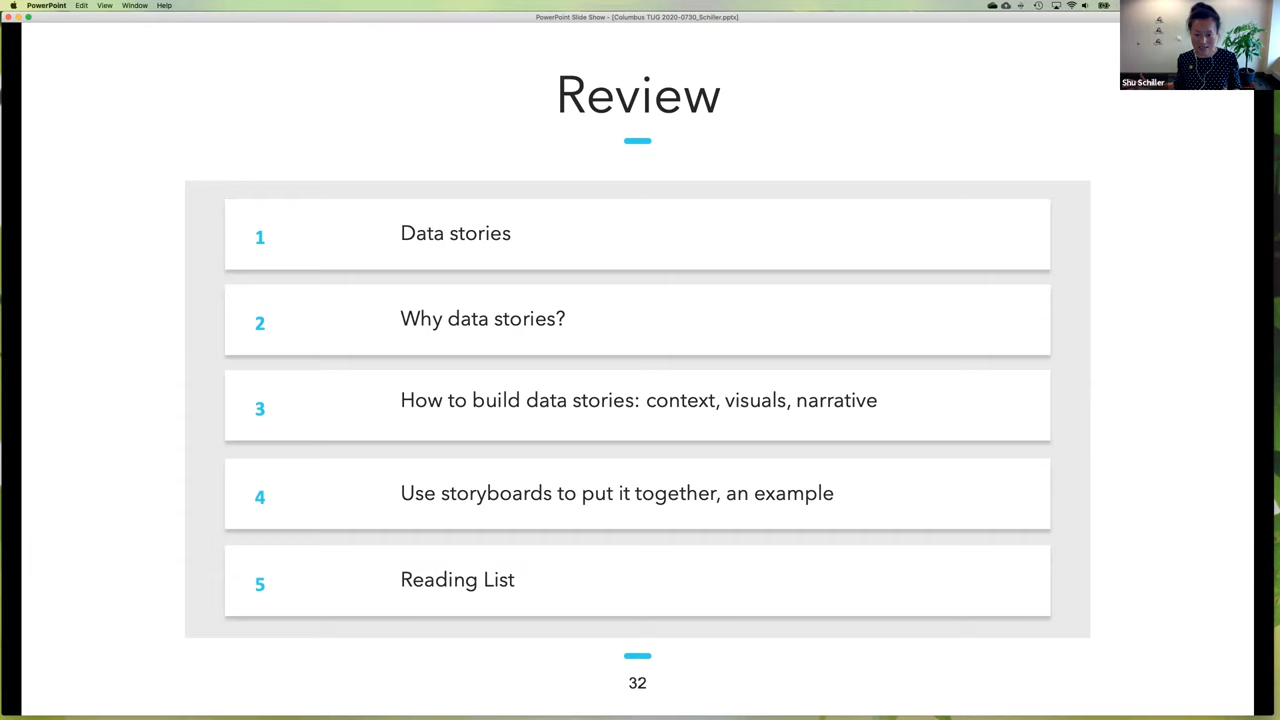 PowerPoint Edit View Window Help
PowerPoint Slide Show - [Columbus TUG 2020-0730_Schiller.pptx]
Shu Schiller
Review
1 Data stories
2 Why data stories?
3 How to build data stories: context, visuals, narrative
4 Use storyboards to put it together, an example
5 Reading List
32